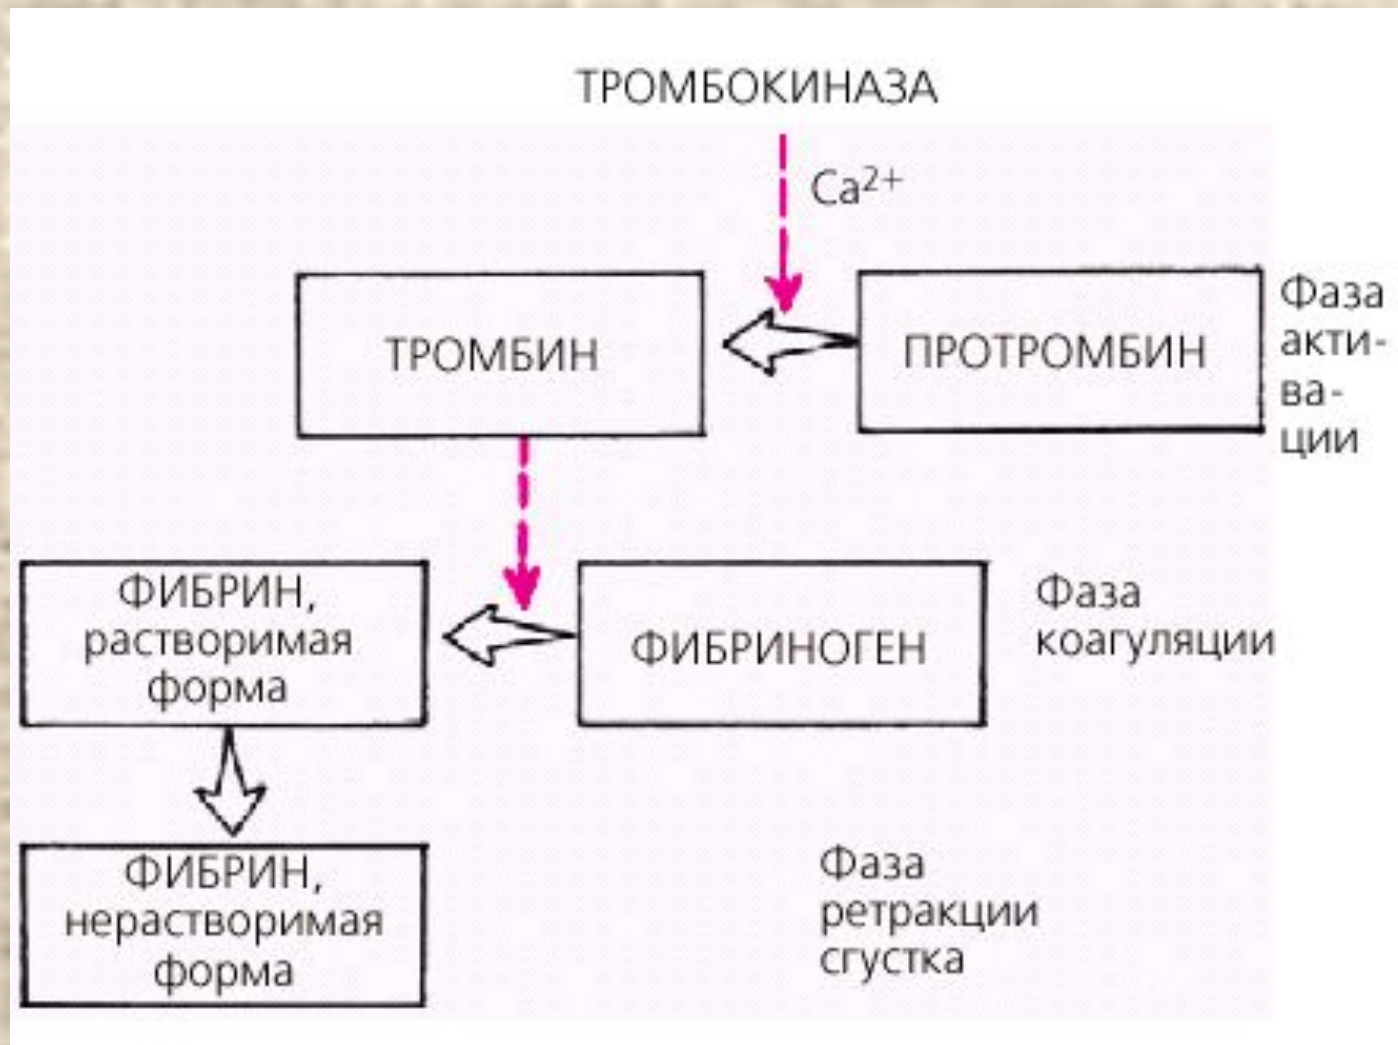 ТРОМБОКИНАЗА
Ca²⁺
ТРОМБИН
ПРОТРОМБИН
Фаза
акти-
ва-
ции
ФИБРИН,
растворимая
форма
ФИБРИНОГЕН
Фаза
коагуляции
ФИБРИН,
нерастворимая
форма
Фаза
ретракции
сгустка